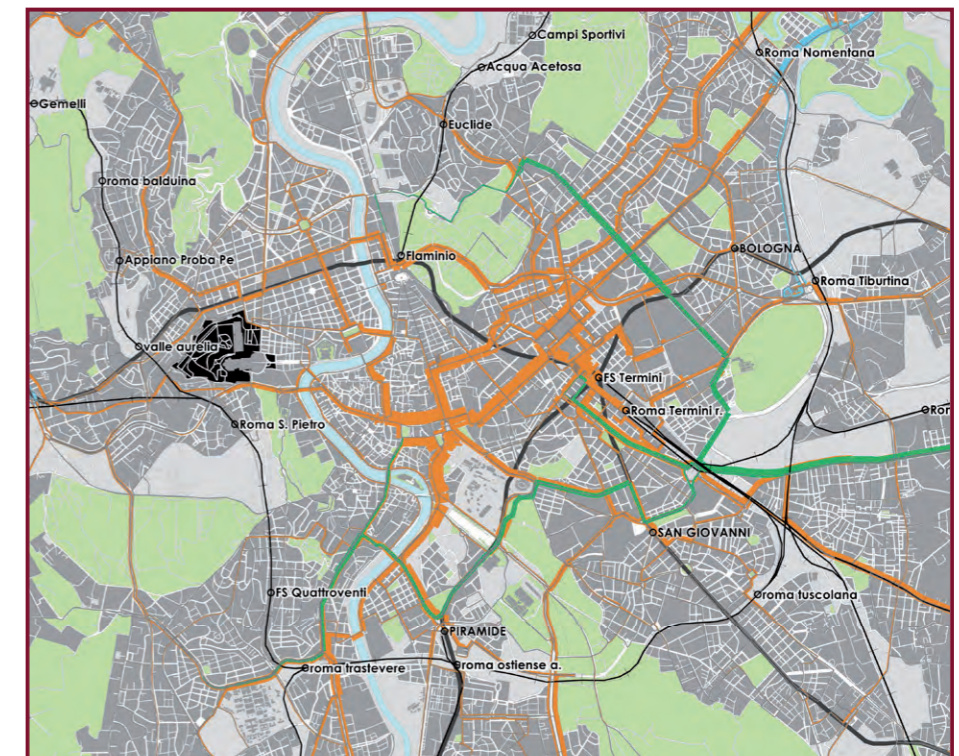 Campi Sportivi
Roma Nomentana
Acqua Acetosa
Gemelli
Euclide
roma balduina
BOLOGNA
Flaminio
Appiano Proba Pe
Roma Tiburtina
valle aurelia
FS Termini
Roma Termini r.
Ror
Roma S. Pietro
SAN GIOVANNI
FS Quattroventi
roma tuscolana
PIRAMIDE
roma trastevere
roma ostiense a.